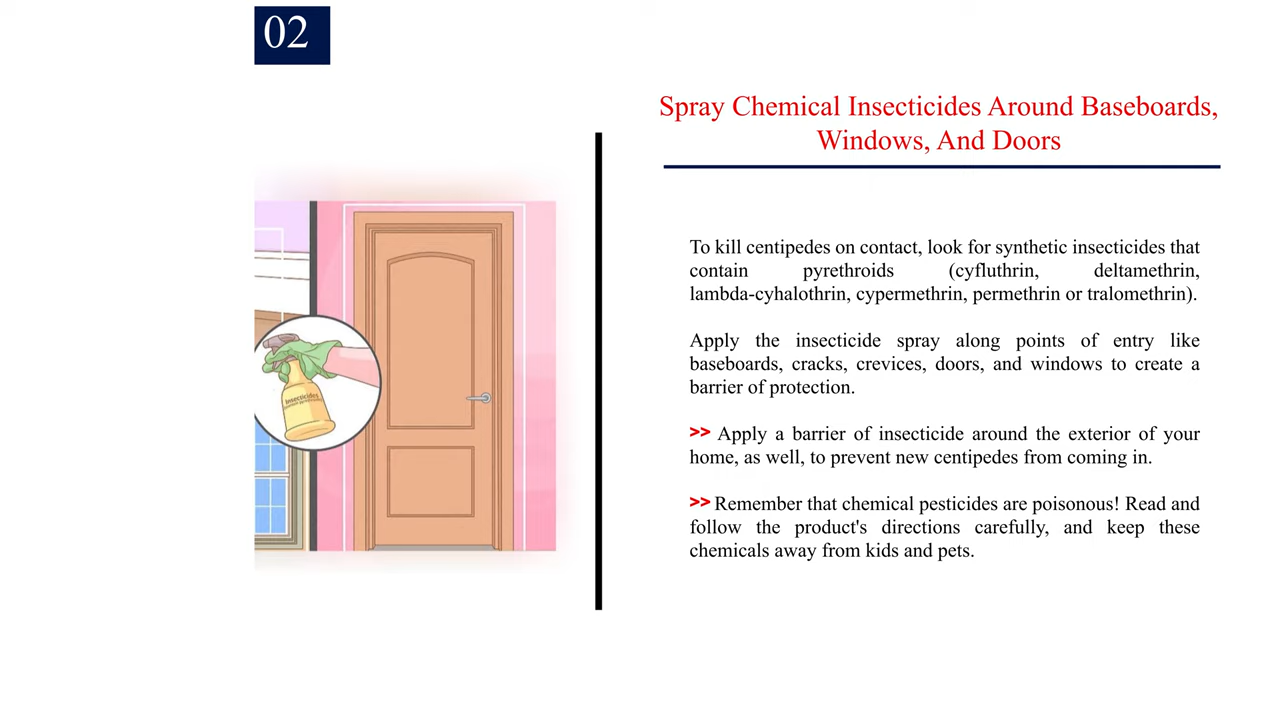 02
Spray Chemical Insecticides Around Baseboards,
Windows, And Doors
To kill centipedes on contact, look for synthetic insecticides that
contain pyrethroids (cyfluthrin, deltamethrin,
lambda-cyhalothrin, cypermethrin, permethrin or tralomethrin).
Apply the insecticide spray along points of entry like
baseboards, cracks, crevices, doors, and windows to create a
barrier of protection.
>> Apply a barrier of insecticide around the exterior of your
home, as well, to prevent new centipedes from coming in.
>> Remember that chemical pesticides are poisonous! Read and
follow the product's directions carefully, and keep these
chemicals away from kids and pets.
Insecticides